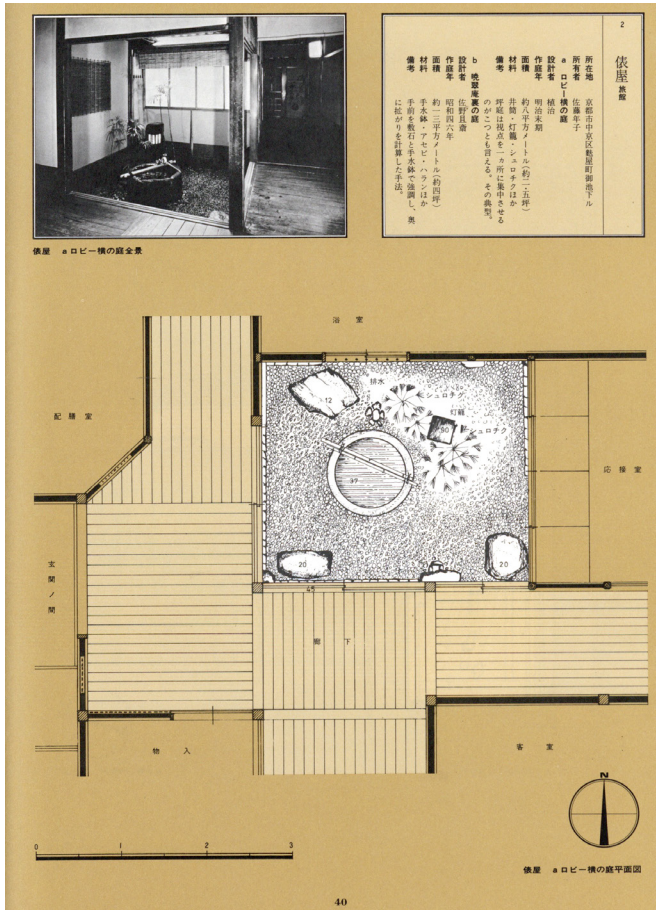 2
俵屋 旅館
所在地 京都市中京区麩屋町御池下ル
所有者 佐藤年子
a ロビー横の庭
設計者 植治
作庭年 明治末期
面積 約八平方メートル(約二・五坪)
材料 井筒・灯籠・シュロチクほか
備考 坪庭は視点を一ヵ所に集中させる
のがこつとも言える。その典型。
b 暁翠庵裏の庭
設計者 佐野旦斎
作庭年 昭和四六年
面積 約一三平方メートル(約四坪)
材料 手水鉢・アセビ・ハランほか
備考 手前を敷石と手水鉢で強調し、奥
に拡がりを計算した手法。
俵屋 aロビー横の庭全景
浴室
排水
シュロチク
12
灯籠
配膳室
90
シュロチク
応接室
37
玄関ノ間
20
20
廊下
物入
客室
N
0 1 2 3
俵屋 aロビー横の庭平面図
40